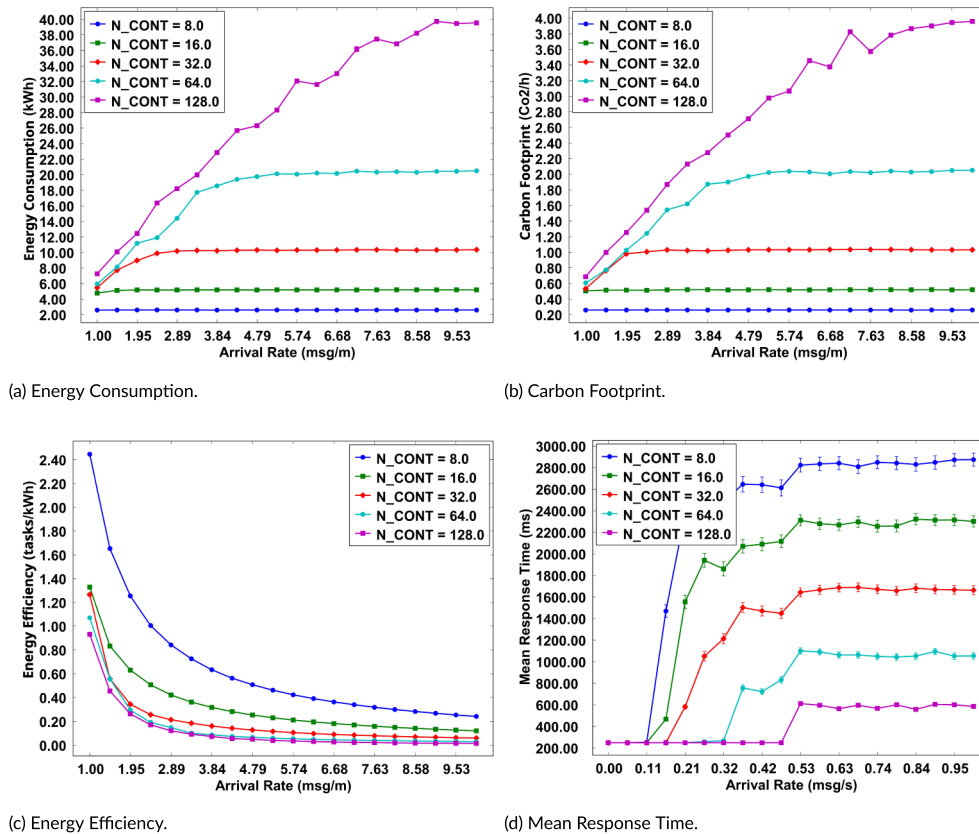 40.00
38.00
36.00
34.00
32.00
30.00
28.00
26.00
24.00
22.00
20.00
18.00
16.00
14.00
12.00
10.00
8.00
6.00
4.00
2.00
Energy Consumption (kWh)
N_CONT = 8.0
N_CONT = 16.0
N_CONT = 32.0
N_CONT = 64.0
N_CONT = 128.0
1.00 1.95 2.89 3.84 4.79 5.74 6.68 7.63 8.58 9.53
Arrival Rate (msg/m)
(a) Energy Consumption.
4.00
3.80
3.60
3.40
3.20
3.00
2.80
2.60
2.40
2.20
2.00
1.80
1.60
1.40
1.20
1.00
0.80
0.60
0.40
0.20
Carbon Footprint (Co2/h)
N_CONT = 8.0
N_CONT = 16.0
N_CONT = 32.0
N_CONT = 64.0
N_CONT = 128.0
1.00 1.95 2.89 3.84 4.79 5.74 6.68 7.63 8.58 9.53
Arrival Rate (msg/m)
(b) Carbon Footprint.
2.40
2.20
2.00
1.80
1.60
1.40
1.20
1.00
0.80
0.60
0.40
0.20
0.00
Energy Efficiency (tasks/kWh)
N_CONT = 8.0
N_CONT = 16.0
N_CONT = 32.0
N_CONT = 64.0
N_CONT = 128.0
1.00 1.95 2.89 3.84 4.79 5.74 6.68 7.63 8.58 9.53
Arrival Rate (msg/m)
(c) Energy Efficiency.
3000.00
2800.00
2600.00
2400.00
2200.00
2000.00
1800.00
1600.00
1400.00
1200.00
1000.00
800.00
600.00
400.00
200.00
Mean Response Time (ms)
N_CONT = 8.0
N_CONT = 16.0
N_CONT = 32.0
N_CONT = 64.0
N_CONT = 128.0
0.00 0.11 0.21 0.32 0.42 0.53 0.63 0.74 0.84 0.95
Arrival Rate (msg/s)
(d) Mean Response Time.